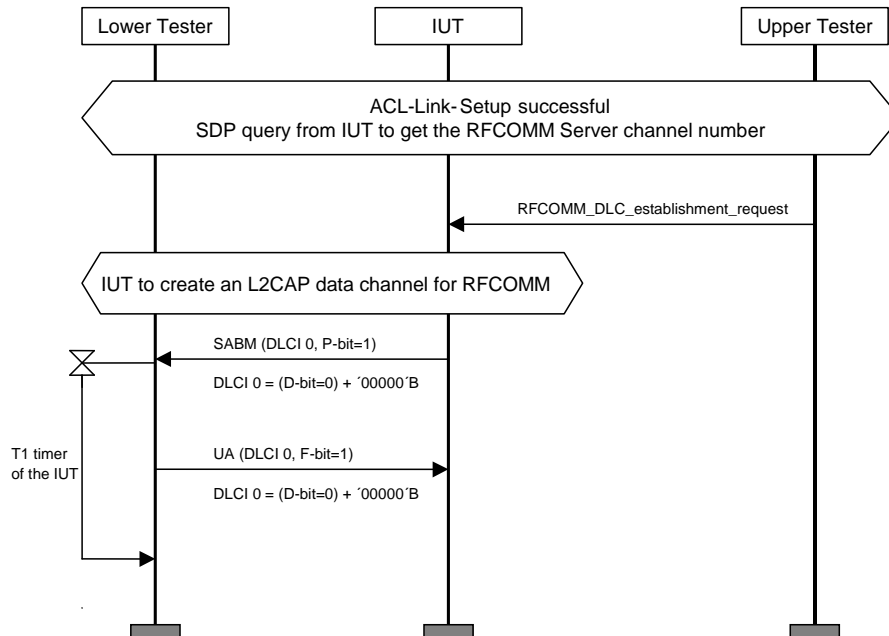 Lower Tester
IUT
Upper Tester
ACL-Link-Setup successful
SDP query from IUT to get the RFCOMM Server channel number
RFCOMM_DLC_establishment_request
IUT to create an L2CAP data channel for RFCOMM
SABM (DLCI 0, P-bit=1)
DLCI 0 = (D-bit=0) + ´00000´B
T1 timer
of the IUT
UA (DLCI 0, F-bit=1)
DLCI 0 = (D-bit=0) + ´00000´B